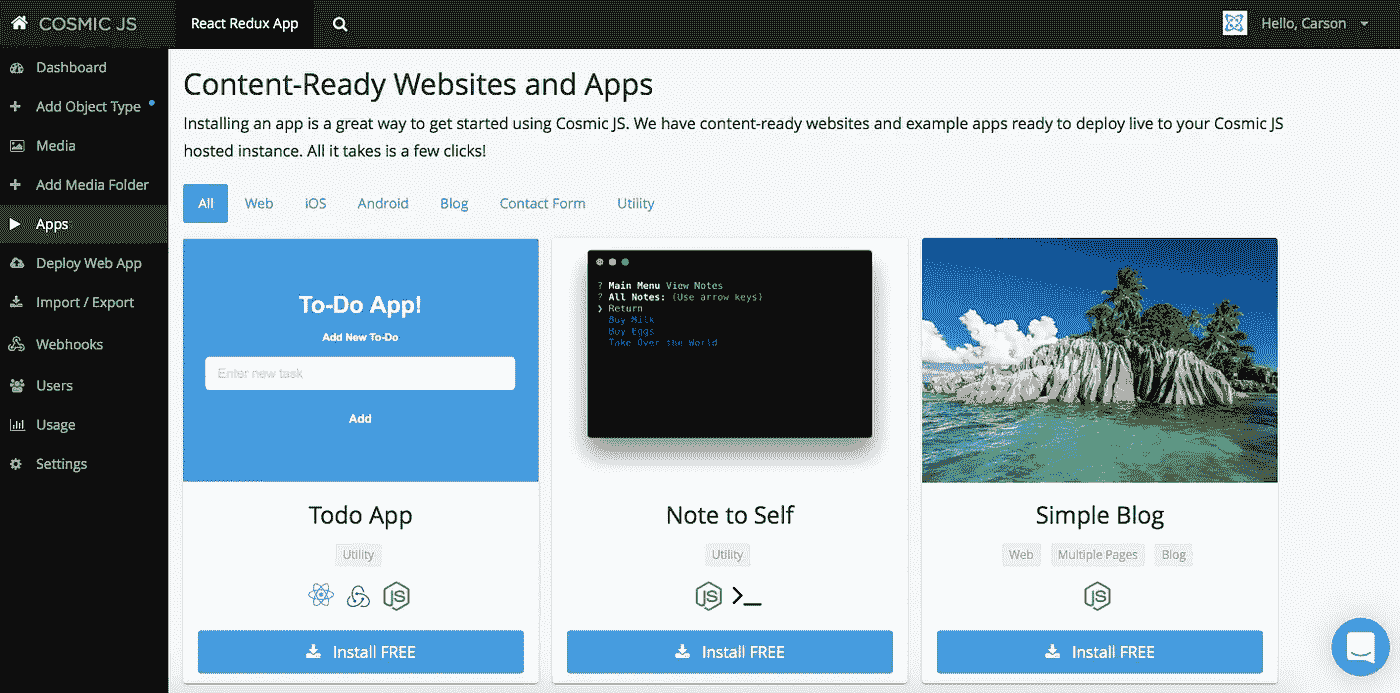 COSMIC JS
React Redux App
Hello, Carson
Dashboard
Add Object Type
Media
Add Media Folder
Apps
Deploy Web App
Import / Export
Webhooks
Users
Usage
Settings
Content-Ready Websites and Apps
Installing an app is a great way to get started using Cosmic JS. We have content-ready websites and example apps ready to deploy live to your Cosmic JS
hosted instance. All it takes is a few clicks!
All
Web
iOS
Android
Blog
Contact Form
Utility
To-Do App!
Add New To-Do
Enter new task
Add
Todo App
Utility
JS
Install FREE
? Main Menu View Notes
? All Notes: (Use arrow keys)
❯ Return
Buy Milk
Buy Eggs
Take Over the World
Note to Self
Utility
JS
Install FREE
Simple Blog
Web
Multiple Pages
Blog
JS
Install FREE